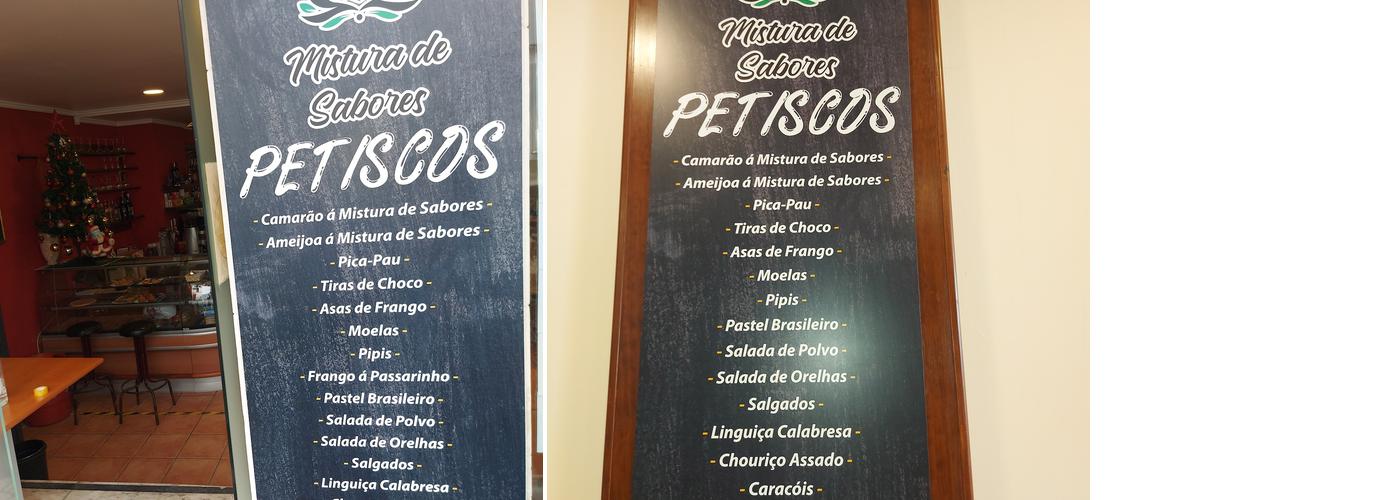 Mistura de
Sabores
PETISCOS
- Camarão á Mistura de Sabores -
- Ameijoa á Mistura de Sabores -
- Pica-Pau -
- Tiras de Choco -
- Asas de Frango -
- Moelas -
- Pipis -
- Frango á Passarinho -
- Pastel Brasileiro -
- Salada de Polvo -
- Salada de Orelhas -
- Salgados -
- Linguiça Calabresa -
Mistura de
Sabores
PETISCOS
- Camarão á Mistura de Sabores -
- Ameijoa á Mistura de Sabores -
- Pica-Pau -
- Tiras de Choco -
- Asas de Frango -
- Moelas -
- Pipis -
- Pastel Brasileiro -
- Salada de Polvo -
- Salada de Orelhas -
- Salgados -
- Linguiça Calabresa -
- Chouriço Assado -
- Caracóis -